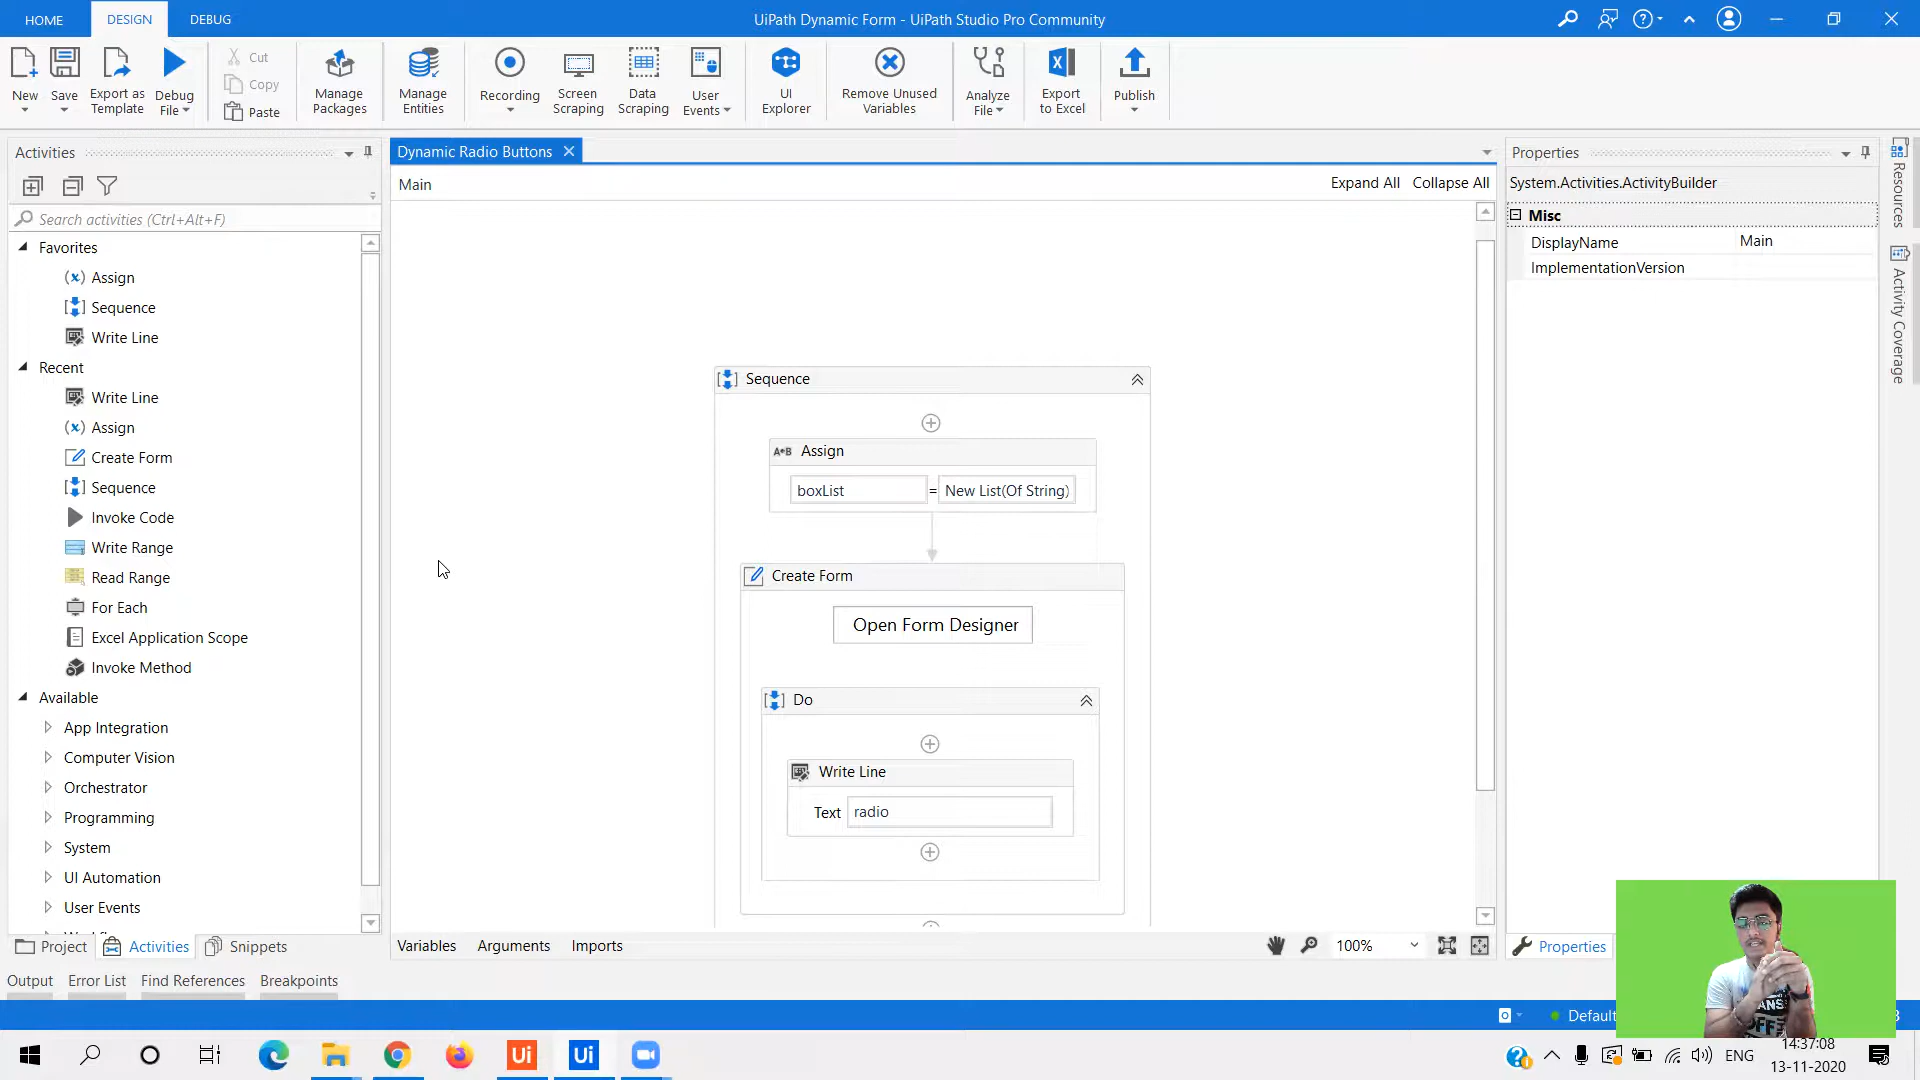 HOME
DESIGN
DEBUG
UiPath Dynamic Form - UiPath Studio Pro Community
New
Save
Export as Template
Debug File
Cut
Copy
Paste
Manage Packages
Manage Entities
Recording
Screen Scraping
Data Scraping
User Events
UI Explorer
Remove Unused Variables
Analyze File
Export to Excel
Publish
Activities
Search activities (Ctrl+Alt+F)
Favorites
Assign
Sequence
Write Line
Recent
Write Line
Assign
Create Form
Sequence
Invoke Code
Write Range
Read Range
For Each
Excel Application Scope
Invoke Method
Available
App Integration
Computer Vision
Orchestrator
Programming
System
UI Automation
User Events
Project
Activities
Snippets
Dynamic Radio Buttons
Main
Expand All
Collapse All
Sequence
Assign
A+B
boxList
=
New List(Of String)
Create Form
Open Form Designer
Do
Write Line
Text
radio
Variables
Arguments
Imports
100%
Properties
System.Activities.ActivityBuilder
Misc
DisplayName
Main
ImplementationVersion
Resources
Activity Coverage
Properties
Output
Error List
Find References
Breakpoints
Default
3
Ui
Ui
ENG
14:37:08
13-11-2020